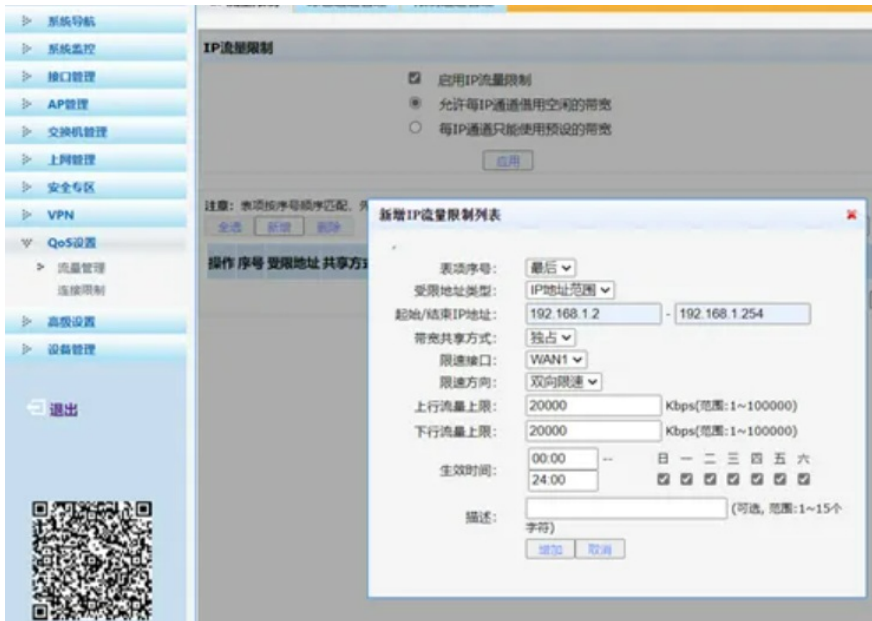 系统导航
系统监控
接口管理
AP管理
交换机管理
上网管理
安全专区
VPN
QoS设置
流量管理
连接限制
高级设置
设备管理
退出
IP流量限制
启用IP流量限制
允许每IP通道借用空闲的带宽
每IP通道只能使用预设的带宽
应用
注意：表项按序号顺序匹配，
全选 新增 删除
操作 序号 受限地址 共享方式
新增IP流量限制列表
表项序号： 最后
受限地址类型： IP地址范围
起始/结束IP地址： 192.168.1.2 - 192.168.1.254
带宽共享方式： 独占
限速接口： WAN1
限速方向： 双向限速
上行流量上限： 20000 Kbps(范围:1~100000)
下行流量上限： 20000 Kbps(范围:1~100000)
生效时间： 00:00 -- 日 一 二 三 四 五 六
24:00
描述： (可选, 范围:1~15个
字符)
增加 取消